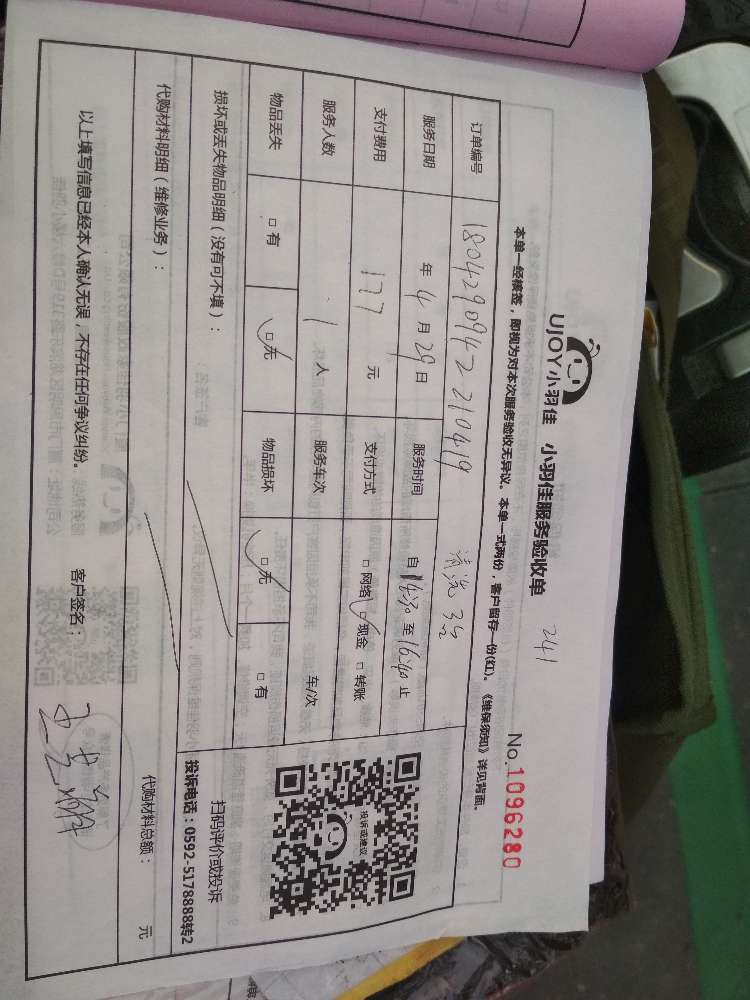 UJOY小羽佳 小羽佳服务验收单
241
No.1096280
本单一经核签，即视为对本次服务验收无异议。本单一式两份，客户留存一份(红)。《维保须知》详见背面。
订单编号 1804290942210419 清洗
服务日期 年 4 月 29 日 服务时间 自 14:30 至 16:40 止
支付费用 177 元 支付方式 □网络 □现金 □转账
服务人数 1 人 服务车次 车/次
物品丢失 □有 □无 物品损坏 □无 □有
损坏或丢失物品明细（没有可不填）：
投诉或建议
扫码评价或投诉
投诉电话：0592-5178888转2
代购材料明细（维修业务）： 代购材料总额： 元
以上填写信息已经本人确认无误，不存在任何争议纠纷。 客户签名：